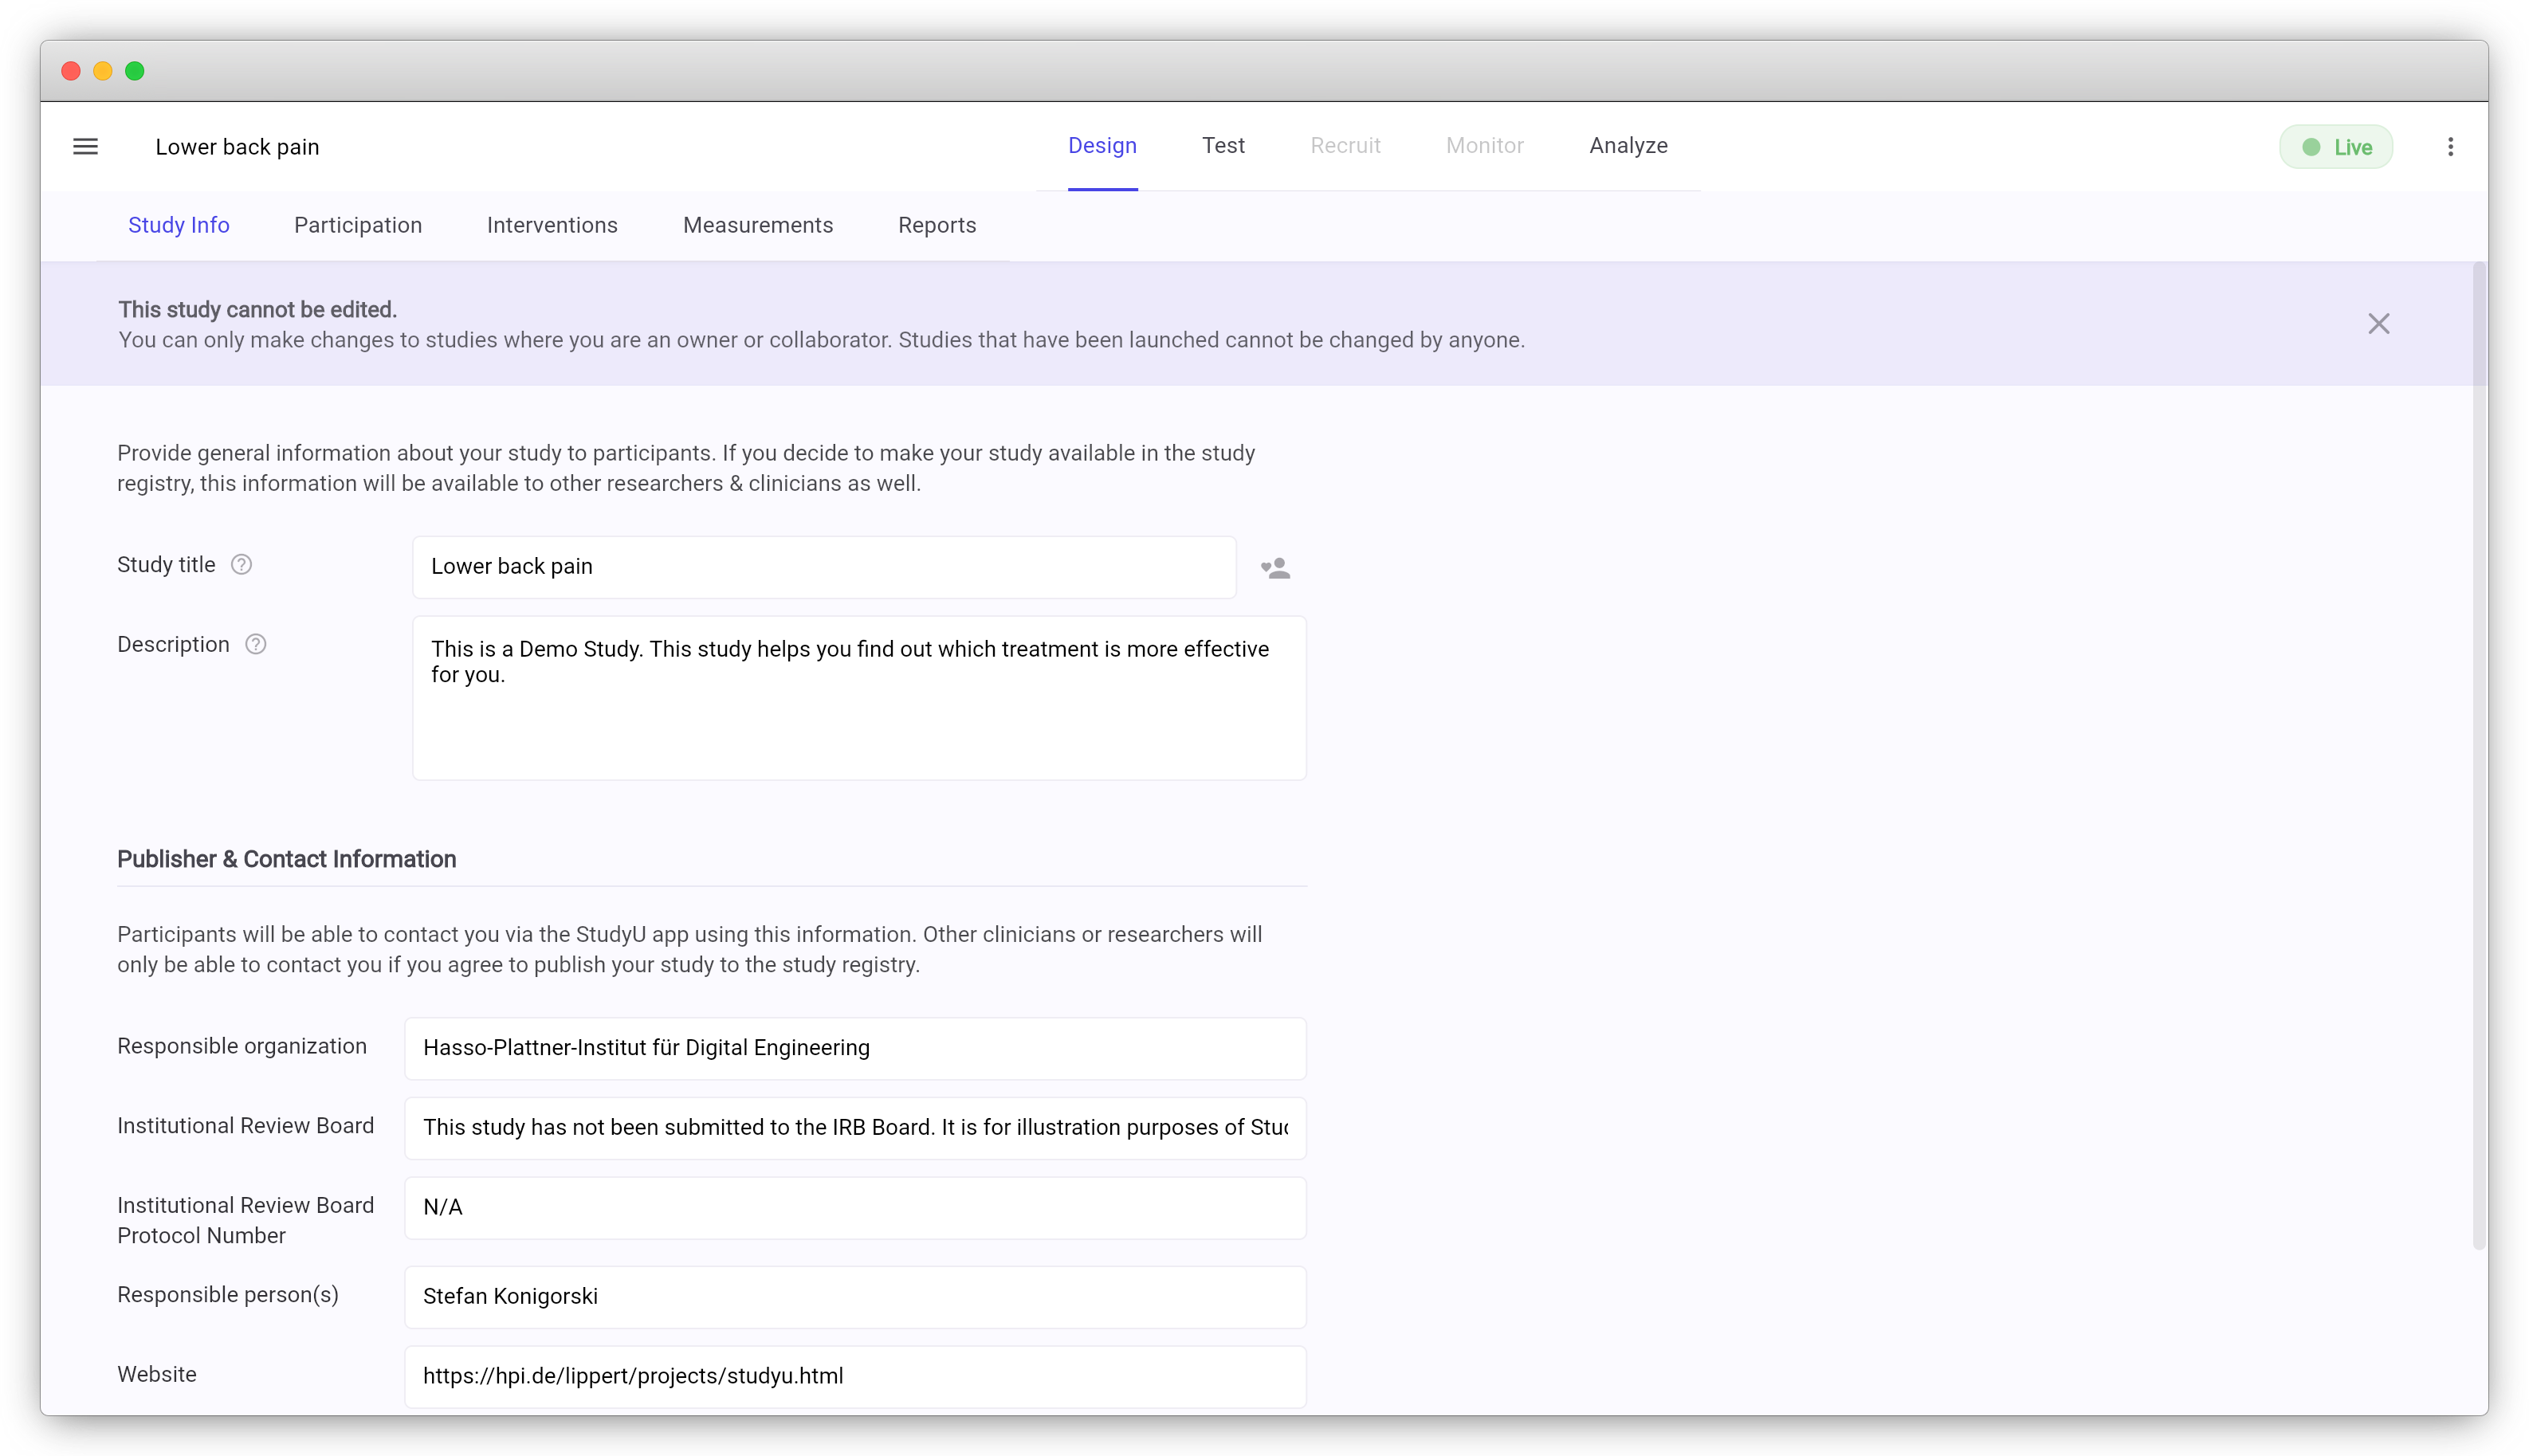 Lower back pain
Design
Test
Recruit
Monitor
Analyze
Live
Study Info
Participation
Interventions
Measurements
Reports
This study cannot be edited.
You can only make changes to studies where you are an owner or collaborator. Studies that have been launched cannot be changed by anyone.
Provide general information about your study to participants. If you decide to make your study available in the study
registry, this information will be available to other researchers & clinicians as well.
Study title
Lower back pain
Description
This is a Demo Study. This study helps you find out which treatment is more effective
for you.
Publisher & Contact Information
Participants will be able to contact you via the StudyU app using this information. Other clinicians or researchers will
only be able to contact you if you agree to publish your study to the study registry.
Responsible organization
Hasso-Plattner-Institut für Digital Engineering
Institutional Review Board
This study has not been submitted to the IRB Board. It is for illustration purposes of
Institutional Review Board
Protocol Number
N/A
Responsible person(s)
Stefan Konigorski
Website
https://hpi.de/lippert/projects/studyu.html